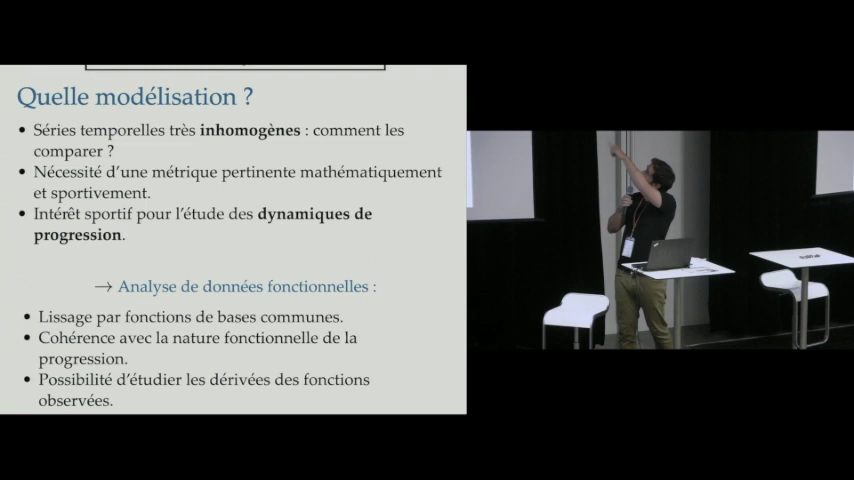 Quelle modélisation ?
• Séries temporelles très inhomogènes : comment les
comparer ?
• Nécessité d'une métrique pertinente mathématiquement
et sportivement.
• Intérêt sportif pour l'étude des dynamiques de
progression.
→ Analyse de données fonctionnelles :
• Lissage par fonctions de bases communes.
• Cohérence avec la nature fonctionnelle de la
progression.
• Possibilité d'étudier les dérivées des fonctions
observées.